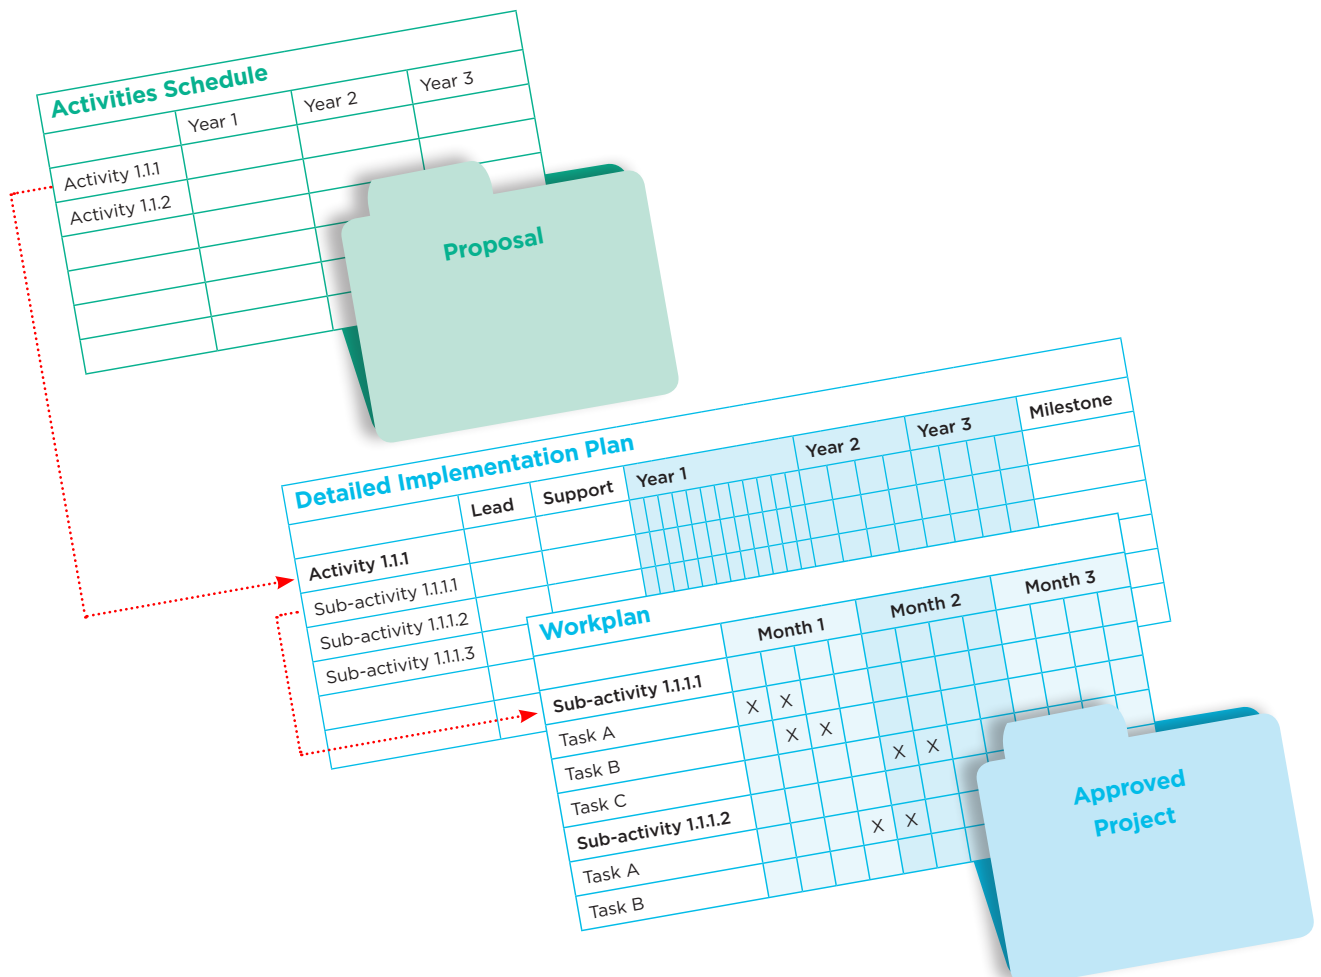 Activities Schedule
Year 1 Year 2 Year 3
Activity 1.1.1
Activity 1.1.2
Proposal
Detailed Implementation Plan
Lead Support Year 1 Year 2 Year 3 Milestone
Activity 1.1.1
Sub-activity 1.1.1.1
Sub-activity 1.1.1.2
Sub-activity 1.1.1.3
Workplan
Month 1 Month 2 Month 3
Sub-activity 1.1.1.1
Task A X X
Task B X X
Task C X X
Sub-activity 1.1.1.2
Task A X X
Task B
Approved
Project